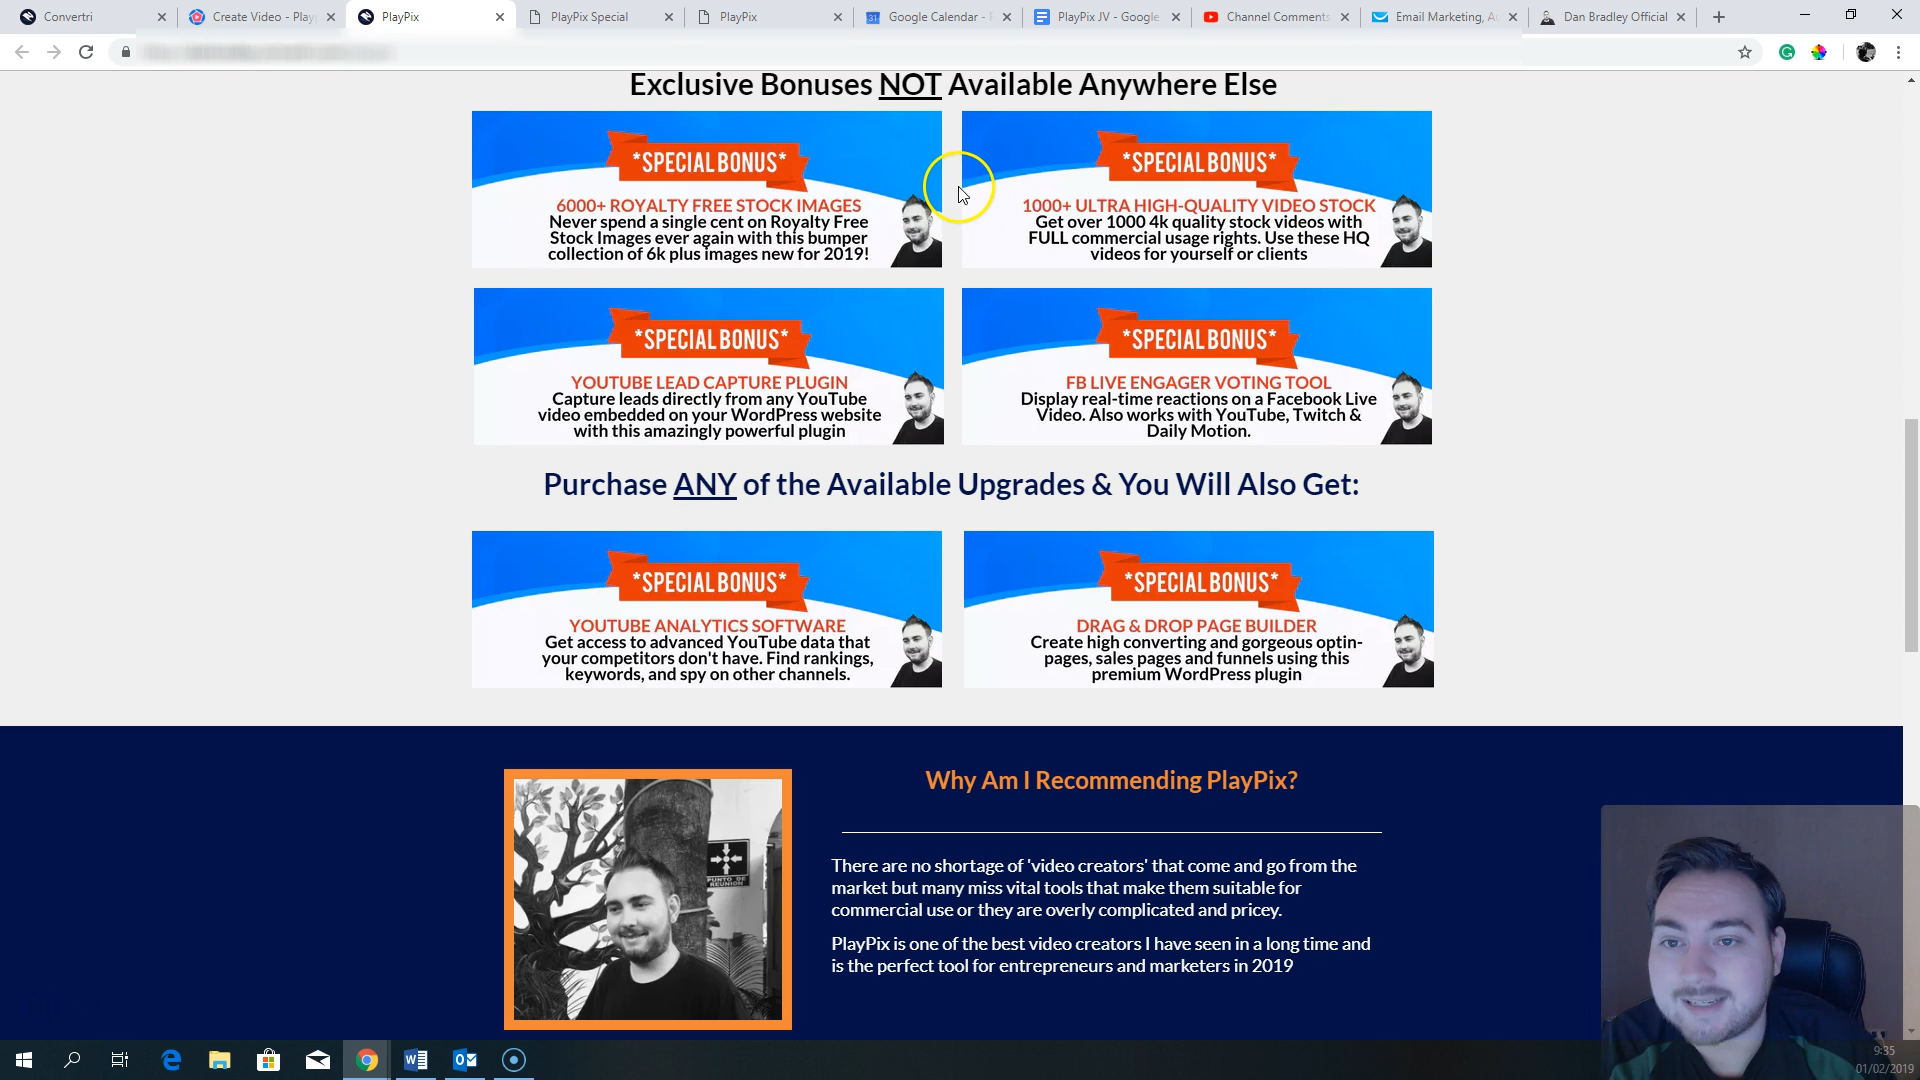 Convertri
Create Video - Play
PlayPix
PlayPix Special
PlayPix
Google Calendar - F
PlayPix JV - Google
Channel Comments
Email Marketing, A
Dan Bradley Official
Exclusive Bonuses NOT Available Anywhere Else
*SPECIAL BONUS*
6000+ ROYALTY FREE STOCK IMAGES
Never spend a single cent on Royalty Free
Stock Images ever again with this bumper
collection of 6k plus images new for 2019!
*SPECIAL BONUS*
1000+ ULTRA HIGH-QUALITY VIDEO STOCK
Get over 1000 4k quality stock videos with
FULL commercial usage rights. Use these HQ
videos for yourself or clients
*SPECIAL BONUS*
YOUTUBE LEAD CAPTURE PLUGIN
Capture leads directly from any YouTube
video embedded on your WordPress website
with this amazingly powerful plugin
*SPECIAL BONUS*
FB LIVE ENGAGER VOTING TOOL
Display real-time reactions on a Facebook Live
Video. Also works with YouTube, Twitch &
Daily Motion.
Purchase ANY of the Available Upgrades & You Will Also Get:
*SPECIAL BONUS*
YOUTUBE ANALYTICS SOFTWARE
Get access to advanced YouTube data that
your competitors don't have. Find rankings,
keywords, and spy on other channels.
*SPECIAL BONUS*
DRAG & DROP PAGE BUILDER
Create high converting and gorgeous optin-
pages, sales pages and funnels using this
premium WordPress plugin
PUNTO DE
REUNION
Why Am I Recommending PlayPix?
There are no shortage of 'video creators' that come and go from the
market but many miss vital tools that make them suitable for
commercial use or they are overly complicated and pricey.
PlayPix is one of the best video creators I have seen in a long time and
is the perfect tool for entrepreneurs and marketers in 2019
9:35
01/02/2019